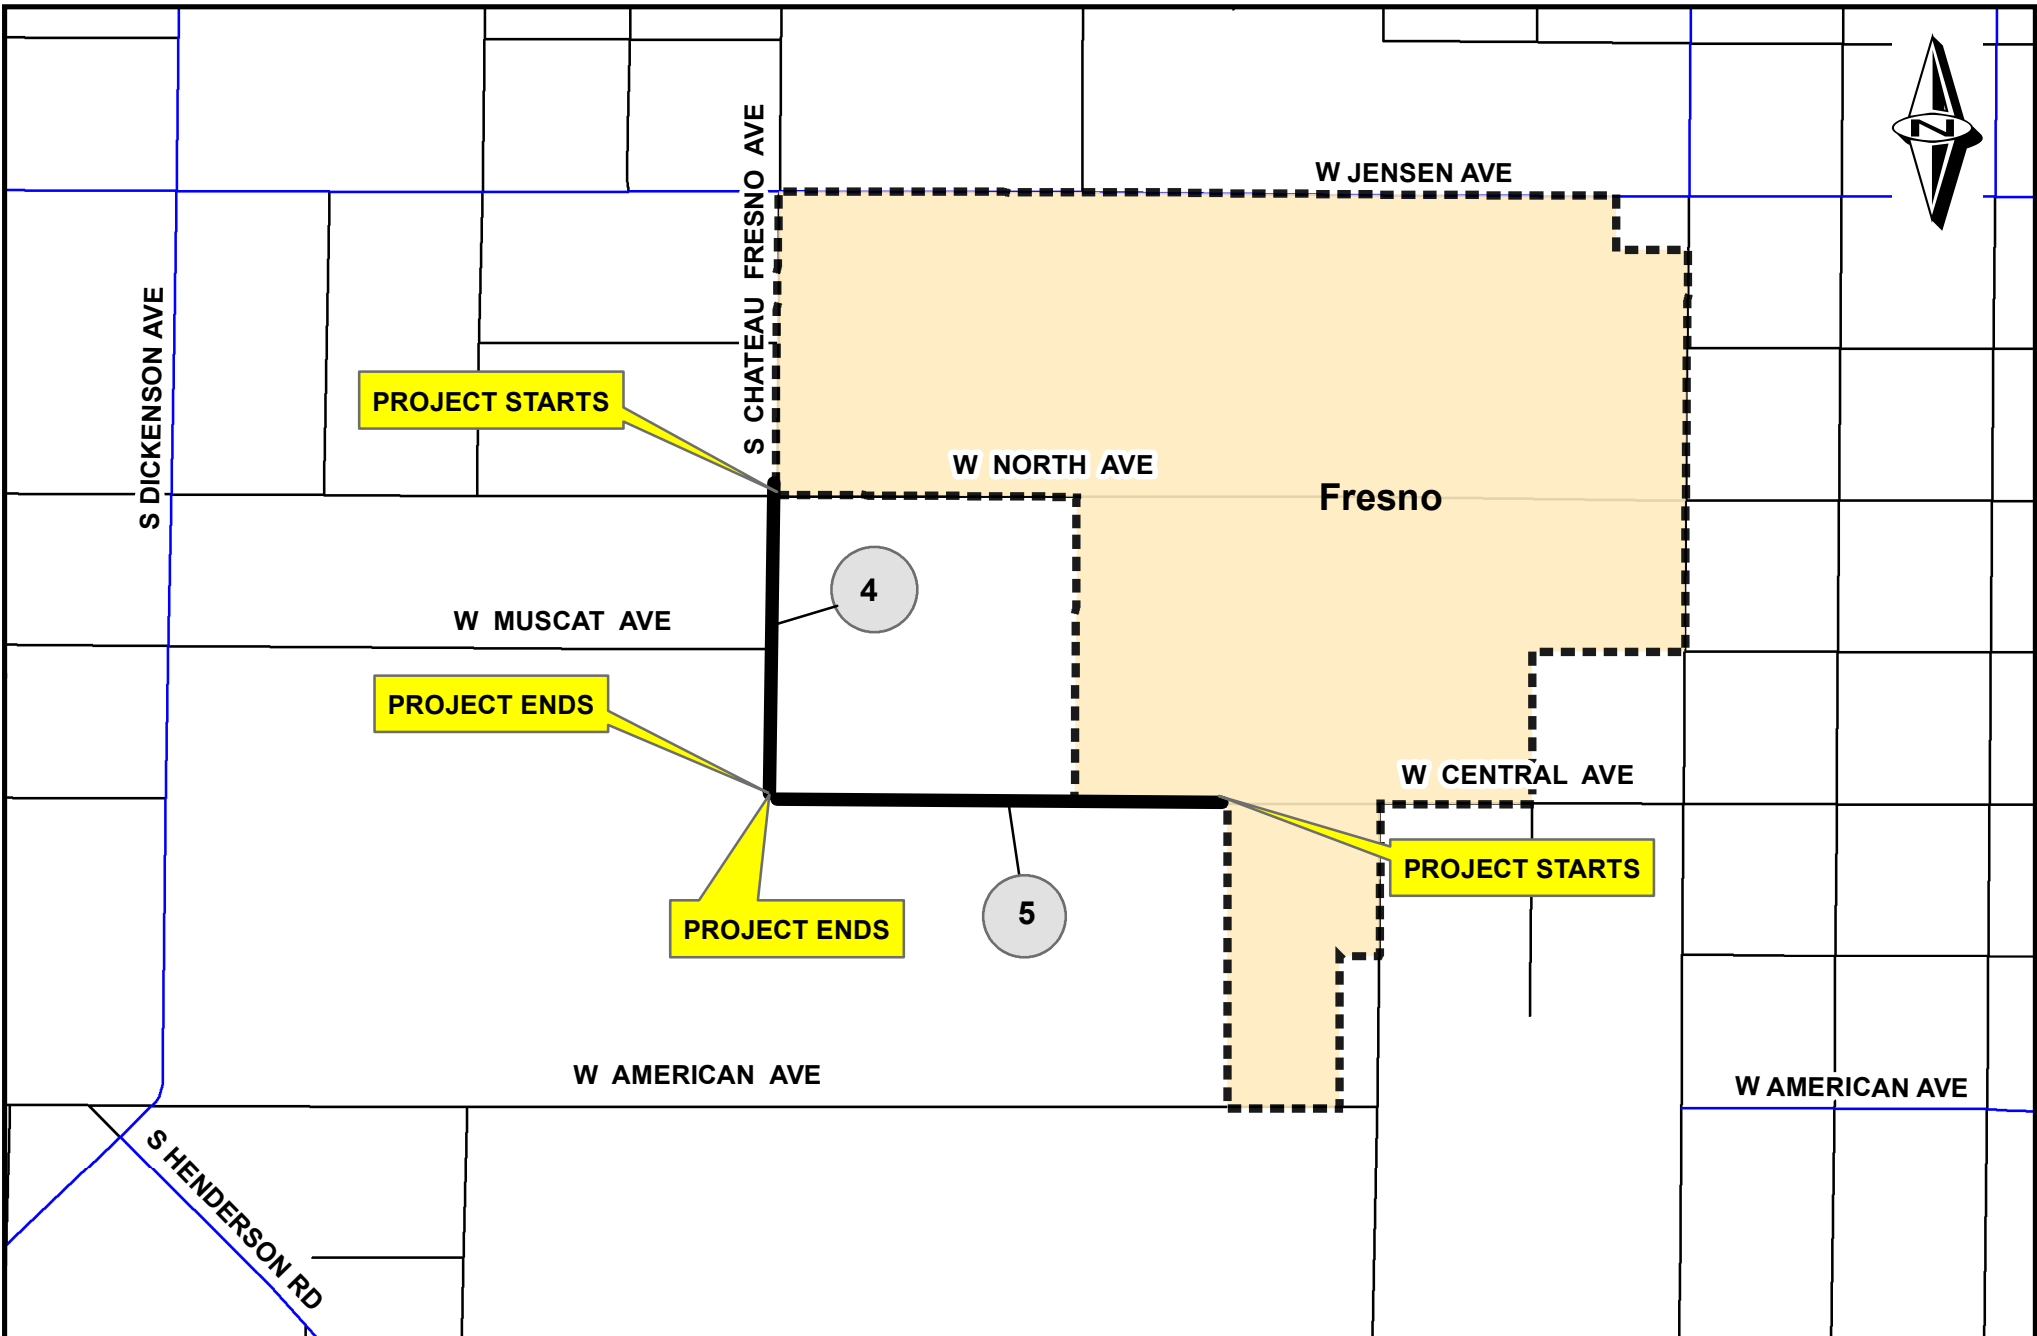 N
W JENSEN AVE
S CHATEAU FRESNO AVE
S DICKENSON AVE
PROJECT STARTS
W NORTH AVE
Fresno
4
W MUSCAT AVE
PROJECT ENDS
W CENTRAL AVE
PROJECT STARTS
5
PROJECT ENDS
W AMERICAN AVE
W AMERICAN AVE
S HENDERSON RD